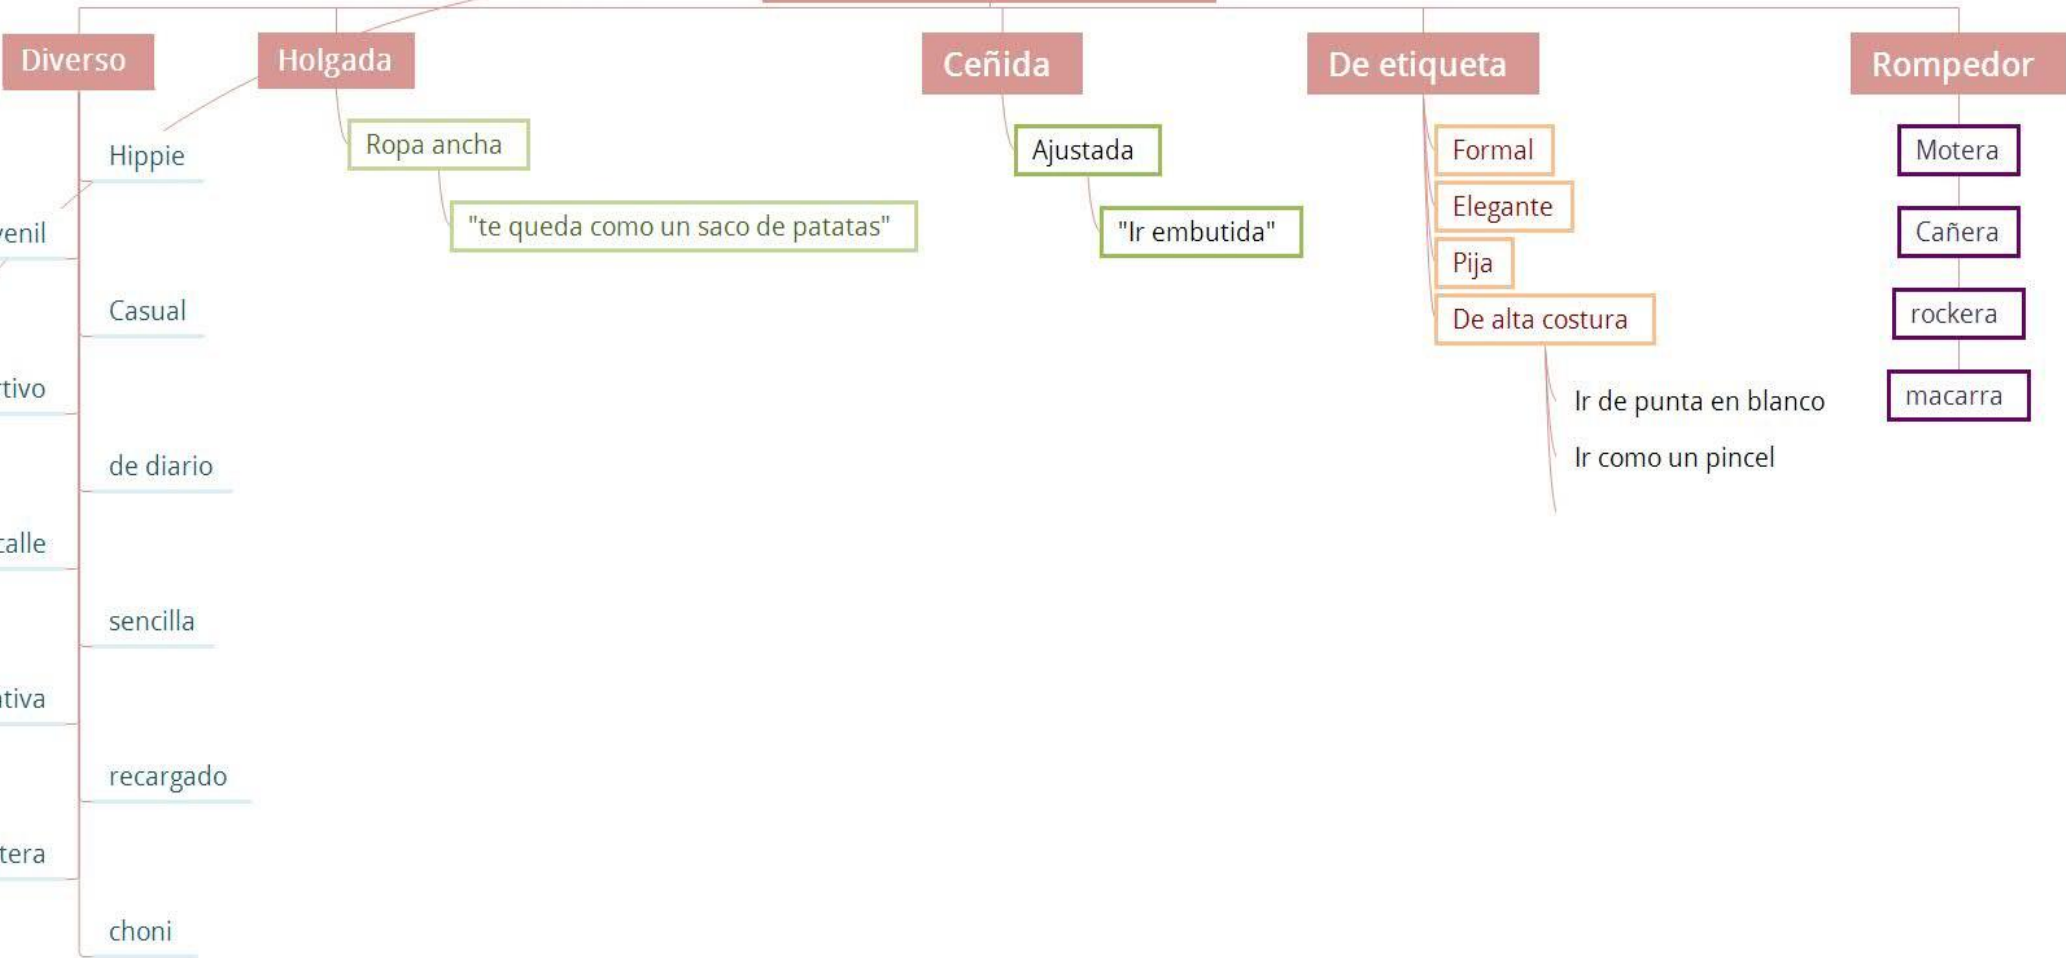 Diverso
Hippie
Casual
de diario
sencilla
recargado
choni
Holgada
Ropa ancha
"te queda como un saco de patatas"
Ceñida
Ajustada
"Ir embutida"
De etiqueta
Formal
Elegante
Pija
De alta costura
Ir de punta en blanco
Ir como un pincel
Rompedor
Motera
Cañera
rockera
macarra